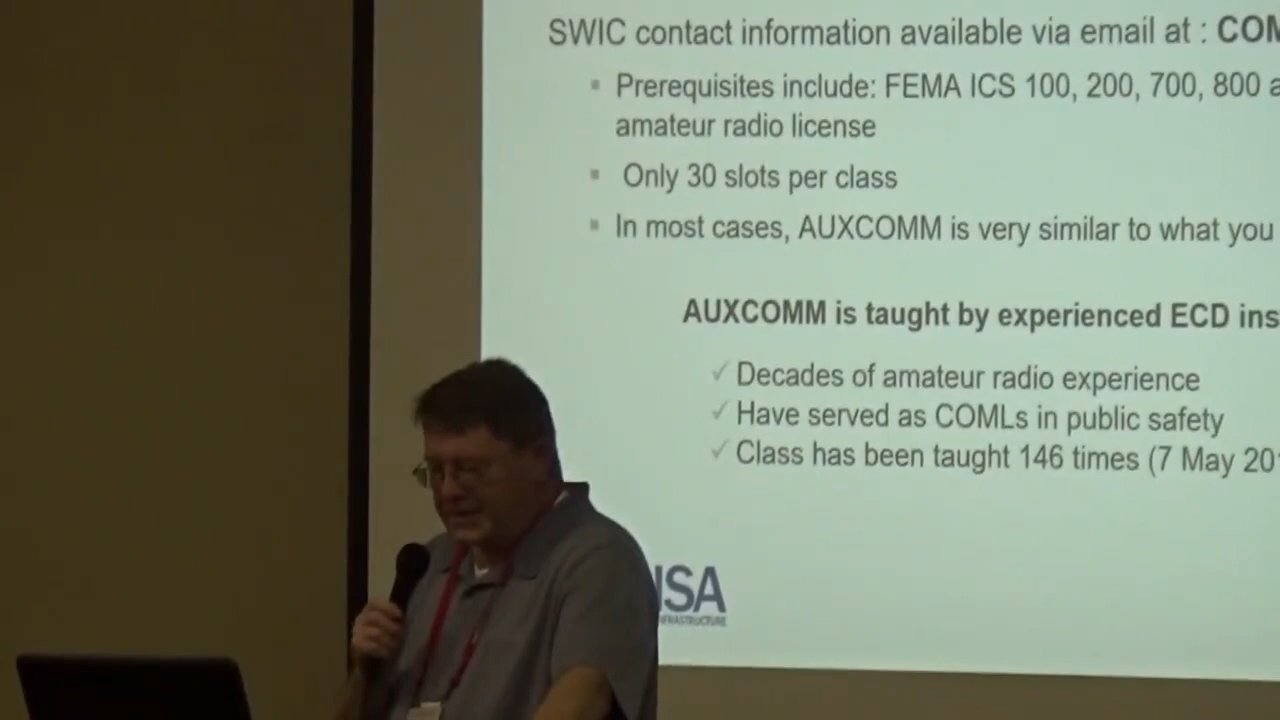 SWIC contact information available via email at : COM
Prerequisites include: FEMA ICS 100, 200, 700, 800 a
amateur radio license
Only 30 slots per class
In most cases, AUXCOMM is very similar to what you
AUXCOMM is taught by experienced ECD ins
✓ Decades of amateur radio experience
✓ Have served as COMLs in public safety
✓ Class has been taught 146 times (7 May 201
ISA
NFRASTRUCTURE